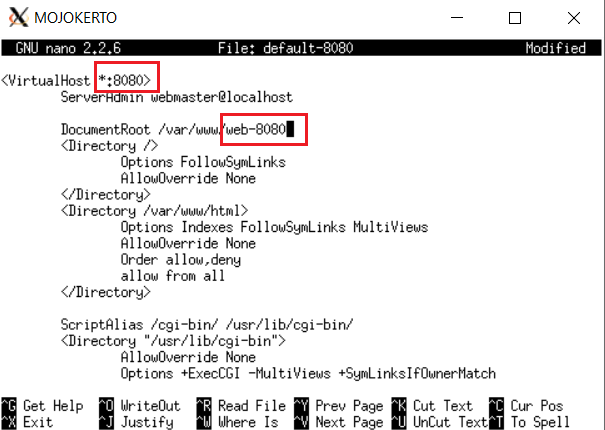 MOJOKERTO
GNU nano 2.2.6 File: default-8080 Modified
<VirtualHost *:8080>
ServerAdmin webmaster@localhost
DocumentRoot /var/www/web-8080
<Directory />
Options FollowSymLinks
AllowOverride None
</Directory>
<Directory /var/www/html>
Options Indexes FollowSymLinks MultiViews
AllowOverride None
Order allow,deny
allow from all
</Directory>
ScriptAlias /cgi-bin/ /usr/lib/cgi-bin/
<Directory "/usr/lib/cgi-bin">
AllowOverride None
Options +ExecCGI -MultiViews +SymLinksIfOwnerMatch
^G Get Help ^O WriteOut ^R Read File ^Y Prev Page ^K Cut Text ^C Cur Pos
^X Exit ^J Justify ^W Where Is ^V Next Page ^U UnCut Text ^T To Spell